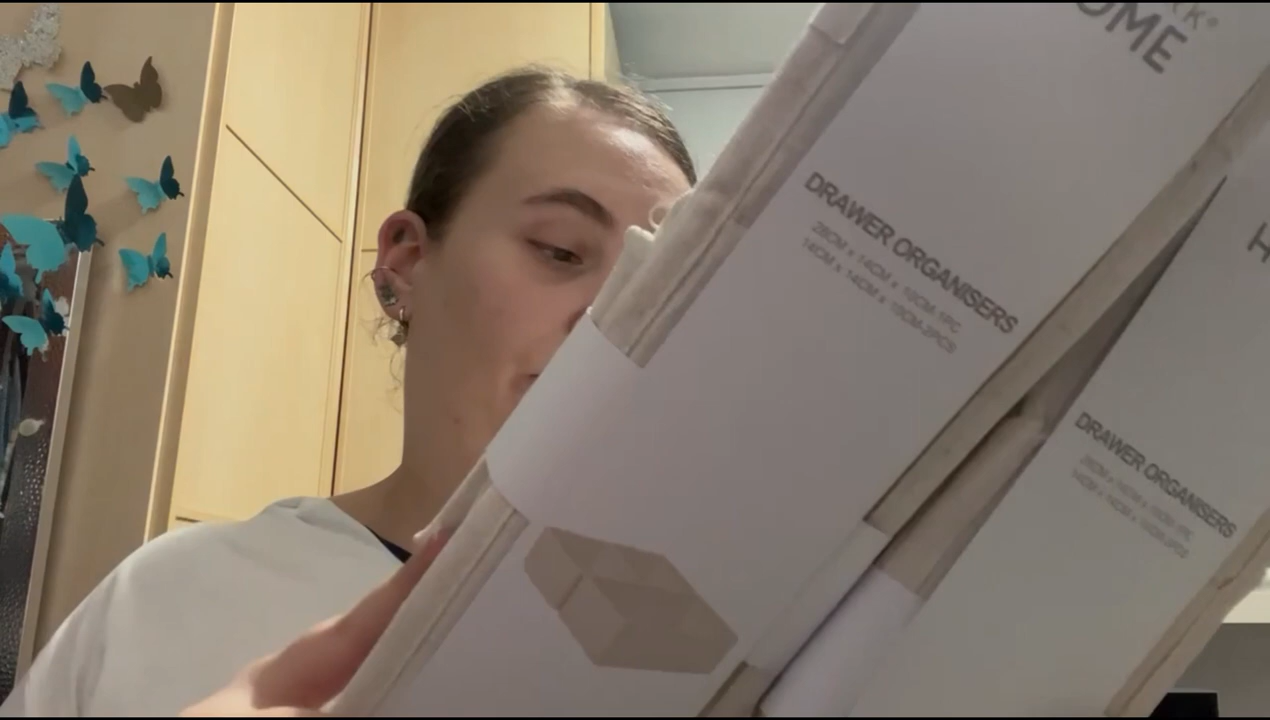 OME
DRAWER ORGANISERS
28CM x 14CM x 10CM-1PC
14CM x 14CM x 10CM-2PCS
H
DRAWER ORGANISERS